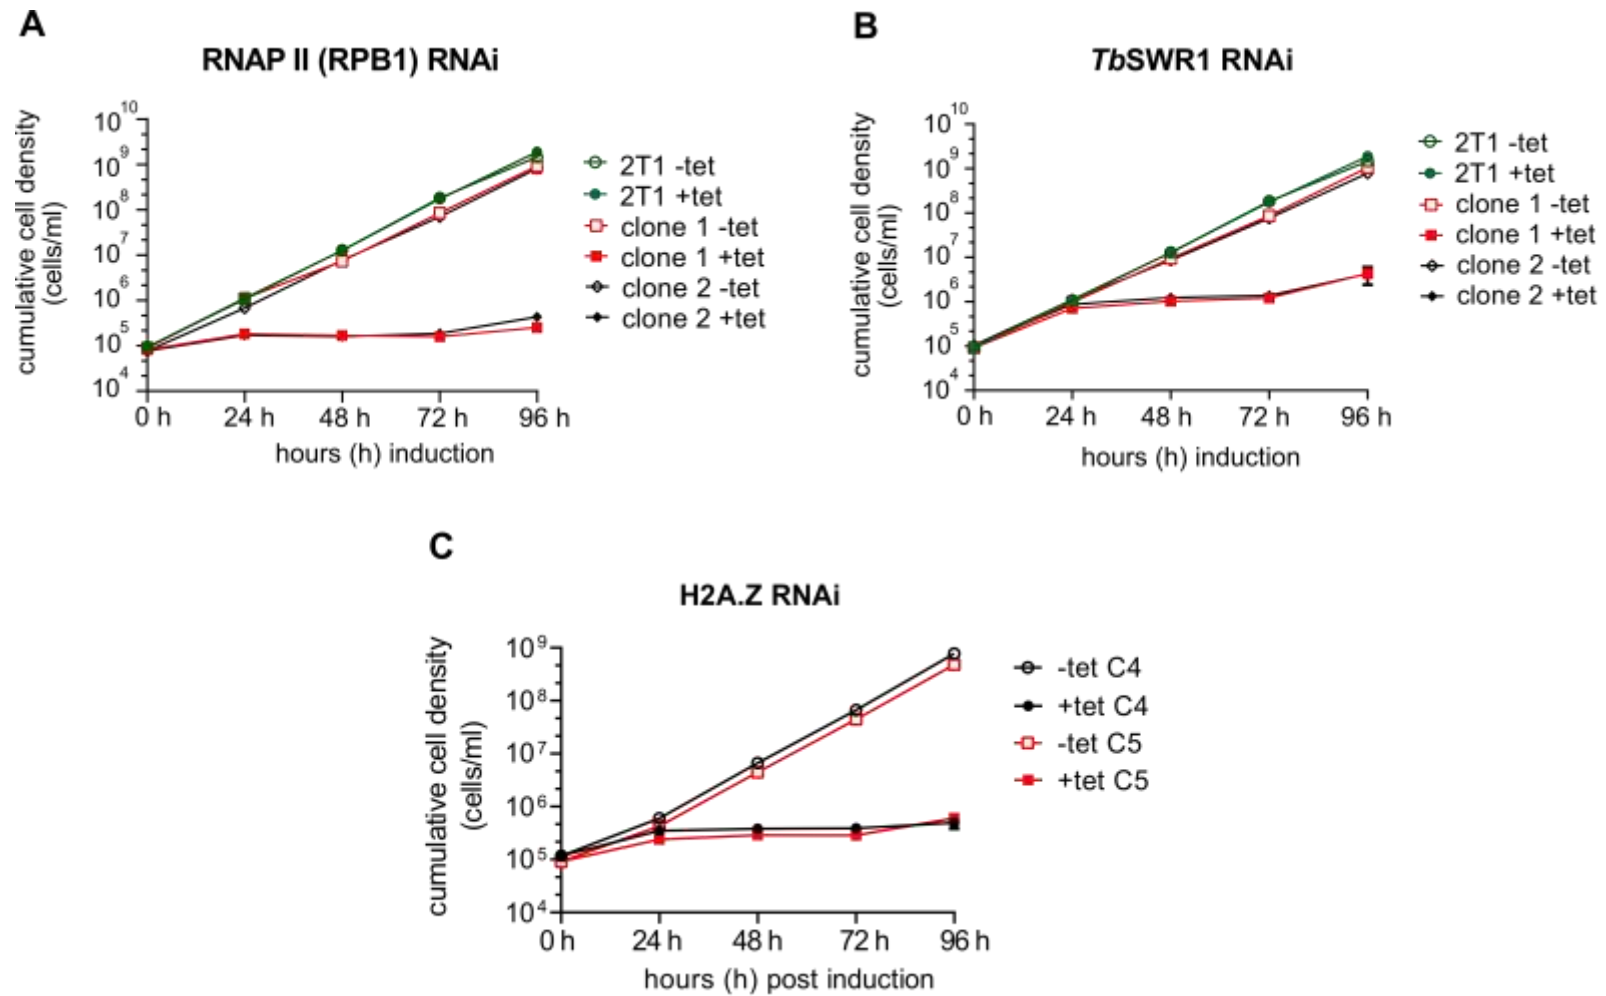 A
RNAP II (RPB1) RNAi
cumulative cell density
(cells/ml)
10^10
10^9
10^8
10^7
10^6
10^5
10^4
0 h
24 h
48 h
72 h
96 h
hours (h) induction
2T1 -tet
2T1 +tet
clone 1 -tet
clone 1 +tet
clone 2 -tet
clone 2 +tet
B
TbSWR1 RNAi
cumulative cell density
(cells/ml)
10^10
10^9
10^8
10^7
10^6
10^5
10^4
0 h
24 h
48 h
72 h
96 h
hours (h) induction
2T1 -tet
2T1 +tet
clone 1 -tet
clone 1 +tet
clone 2 -tet
clone 2 +tet
C
H2A.Z RNAi
cumulative cell density
(cells/ml)
10^9
10^8
10^7
10^6
10^5
10^4
0 h
24 h
48 h
72 h
96 h
hours (h) post induction
-tet C4
+tet C4
-tet C5
+tet C5